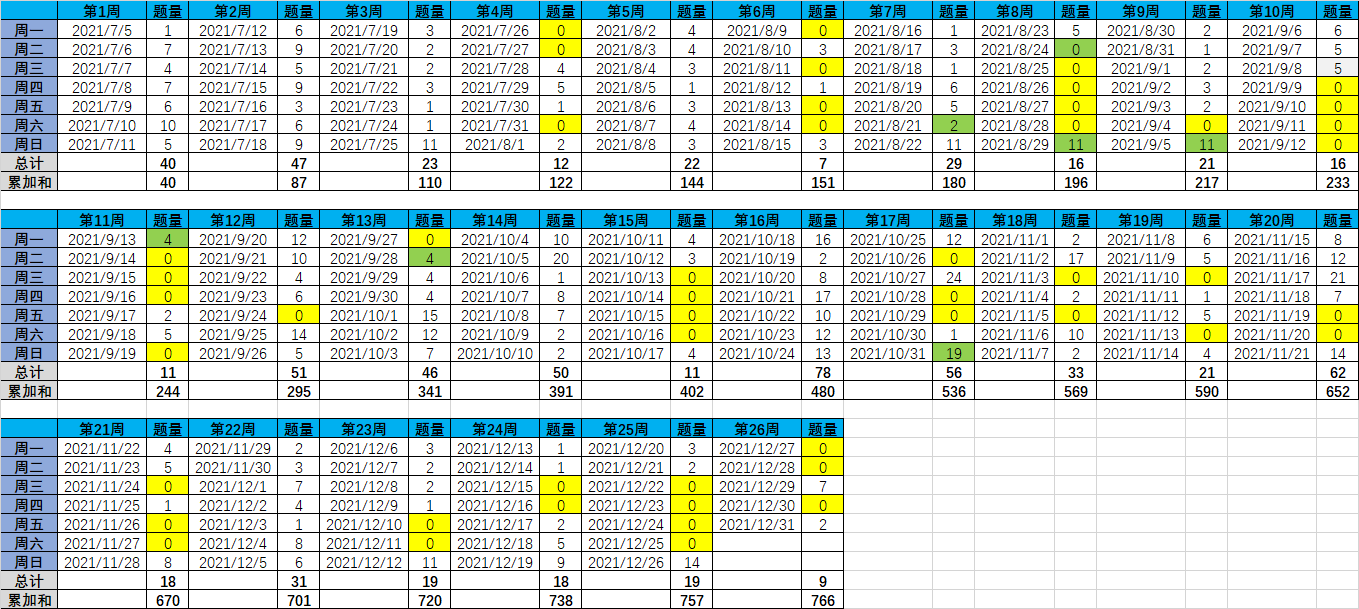 第1周 题量 第2周 题量 第3周 题量 第4周 题量 第5周 题量 第6周 题量 第7周 题量 第8周 题量 第9周 题量 第10周 题量
周一 2021/7/5 1 2021/7/12 6 2021/7/19 3 2021/7/26 0 2021/8/2 4 2021/8/9 0 2021/8/16 1 2021/8/23 5 2021/8/30 2 2021/9/6 6
周二 2021/7/6 7 2021/7/13 9 2021/7/20 2 2021/7/27 0 2021/8/3 4 2021/8/10 3 2021/8/17 3 2021/8/24 0 2021/8/31 1 2021/9/7 5
周三 2021/7/7 4 2021/7/14 5 2021/7/21 2 2021/7/28 4 2021/8/4 3 2021/8/11 0 2021/8/18 1 2021/8/25 0 2021/9/1 2 2021/9/8 5
周四 2021/7/8 7 2021/7/15 9 2021/7/22 3 2021/7/29 5 2021/8/5 1 2021/8/12 1 2021/8/19 6 2021/8/26 0 2021/9/2 3 2021/9/9 0
周五 2021/7/9 6 2021/7/16 3 2021/7/23 1 2021/7/30 1 2021/8/6 3 2021/8/13 0 2021/8/20 5 2021/8/27 0 2021/9/3 2 2021/9/10 0
周六 2021/7/10 10 2021/7/17 6 2021/7/24 1 2021/7/31 0 2021/8/7 4 2021/8/14 0 2021/8/21 2 2021/8/28 0 2021/9/4 0 2021/9/11 0
周日 2021/7/11 5 2021/7/18 9 2021/7/25 11 2021/8/1 2 2021/8/8 3 2021/8/15 3 2021/8/22 11 2021/8/29 11 2021/9/5 11 2021/9/12 0
总计 40 47 23 12 22 7 29 16 21 16
累加和 40 87 110 122 144 151 180 196 217 233
第11周 题量 第12周 题量 第13周 题量 第14周 题量 第15周 题量 第16周 题量 第17周 题量 第18周 题量 第19周 题量 第20周 题量
周一 2021/9/13 4 2021/9/20 12 2021/9/27 0 2021/10/4 10 2021/10/11 4 2021/10/18 16 2021/10/25 12 2021/11/1 2 2021/11/8 6 2021/11/15 8
周二 2021/9/14 0 2021/9/21 10 2021/9/28 4 2021/10/5 20 2021/10/12 3 2021/10/19 2 2021/10/26 0 2021/11/2 17 2021/11/9 5 2021/11/16 12
周三 2021/9/15 0 2021/9/22 4 2021/9/29 4 2021/10/6 1 2021/10/13 0 2021/10/20 8 2021/10/27 24 2021/11/3 0 2021/11/10 0 2021/11/17 21
周四 2021/9/16 0 2021/9/23 6 2021/9/30 4 2021/10/7 8 2021/10/14 0 2021/10/21 17 2021/10/28 0 2021/11/4 2 2021/11/11 1 2021/11/18 7
周五 2021/9/17 2 2021/9/24 0 2021/10/1 15 2021/10/8 7 2021/10/15 0 2021/10/22 10 2021/10/29 0 2021/11/5 0 2021/11/12 5 2021/11/19 0
周六 2021/9/18 5 2021/9/25 14 2021/10/2 12 2021/10/9 2 2021/10/16 0 2021/10/23 12 2021/10/30 1 2021/11/6 10 2021/11/13 0 2021/11/20 0
周日 2021/9/19 0 2021/9/26 5 2021/10/3 7 2021/10/10 2 2021/10/17 4 2021/10/24 13 2021/10/31 19 2021/11/7 2 2021/11/14 4 2021/11/21 14
总计 11 51 46 50 11 78 56 33 21 62
累加和 244 295 341 391 402 480 536 569 590 652
第21周 题量 第22周 题量 第23周 题量 第24周 题量 第25周 题量 第26周 题量
周一 2021/11/22 4 2021/11/29 2 2021/12/6 3 2021/12/13 1 2021/12/20 3 2021/12/27 0
周二 2021/11/23 5 2021/11/30 3 2021/12/7 2 2021/12/14 1 2021/12/21 2 2021/12/28 0
周三 2021/11/24 0 2021/12/1 7 2021/12/8 2 2021/12/15 0 2021/12/22 0 2021/12/29 7
周四 2021/11/25 1 2021/12/2 4 2021/12/9 1 2021/12/16 0 2021/12/23 0 2021/12/30 0
周五 2021/11/26 0 2021/12/3 1 2021/12/10 0 2021/12/17 2 2021/12/24 0 2021/12/31 2
周六 2021/11/27 0 2021/12/4 8 2021/12/11 0 2021/12/18 5 2021/12/25 0
周日 2021/11/28 8 2021/12/5 6 2021/12/12 11 2021/12/19 9 2021/12/26 14
总计 18 31 19 18 19 9
累加和 670 701 720 738 757 766